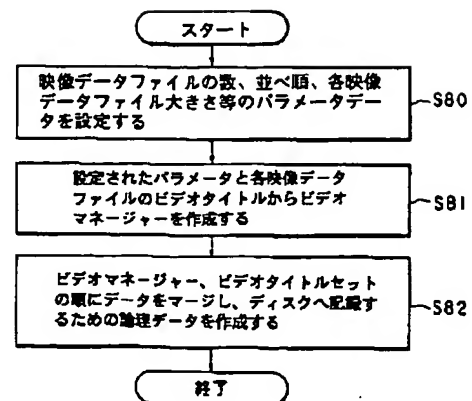 スタート
映像データファイルの数、並べ順、各映像
データファイル大きさ等のパラメータデー
タを設定する
S80
設定されたパラメータと各映像データ
ファイルのビデオタイトルからビデオ
マネージャーを作成する
S81
ビデオマネージャー、ビデオタイトルセット
の順にデータをマージし、ディスクへ記録す
るための論理データを作成する
S82
終了